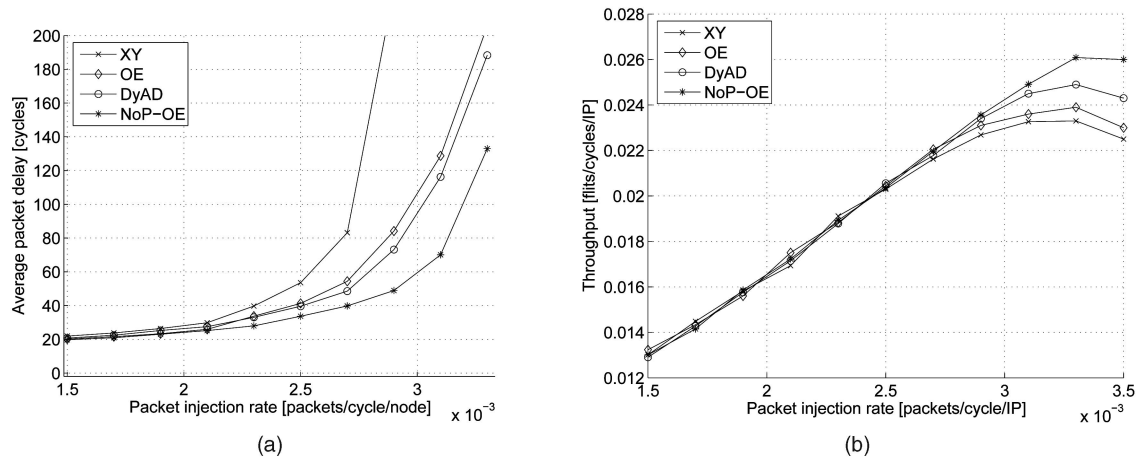 200
180
160
140
120
100
80
60
40
20
0
Average packet delay [cycles]
XY
OE
DyAD
NoP−OE
1.5
2
2.5
3
x 10⁻³
Packet injection rate [packets/cycle/node]
(a)
0.028
0.026
0.024
0.022
0.02
0.018
0.016
0.014
0.012
Throughput [flits/cycles/IP]
XY
OE
DyAD
NoP−OE
1.5
2
2.5
3
3.5
x 10⁻³
Packet injection rate [packets/cycle/IP]
(b)